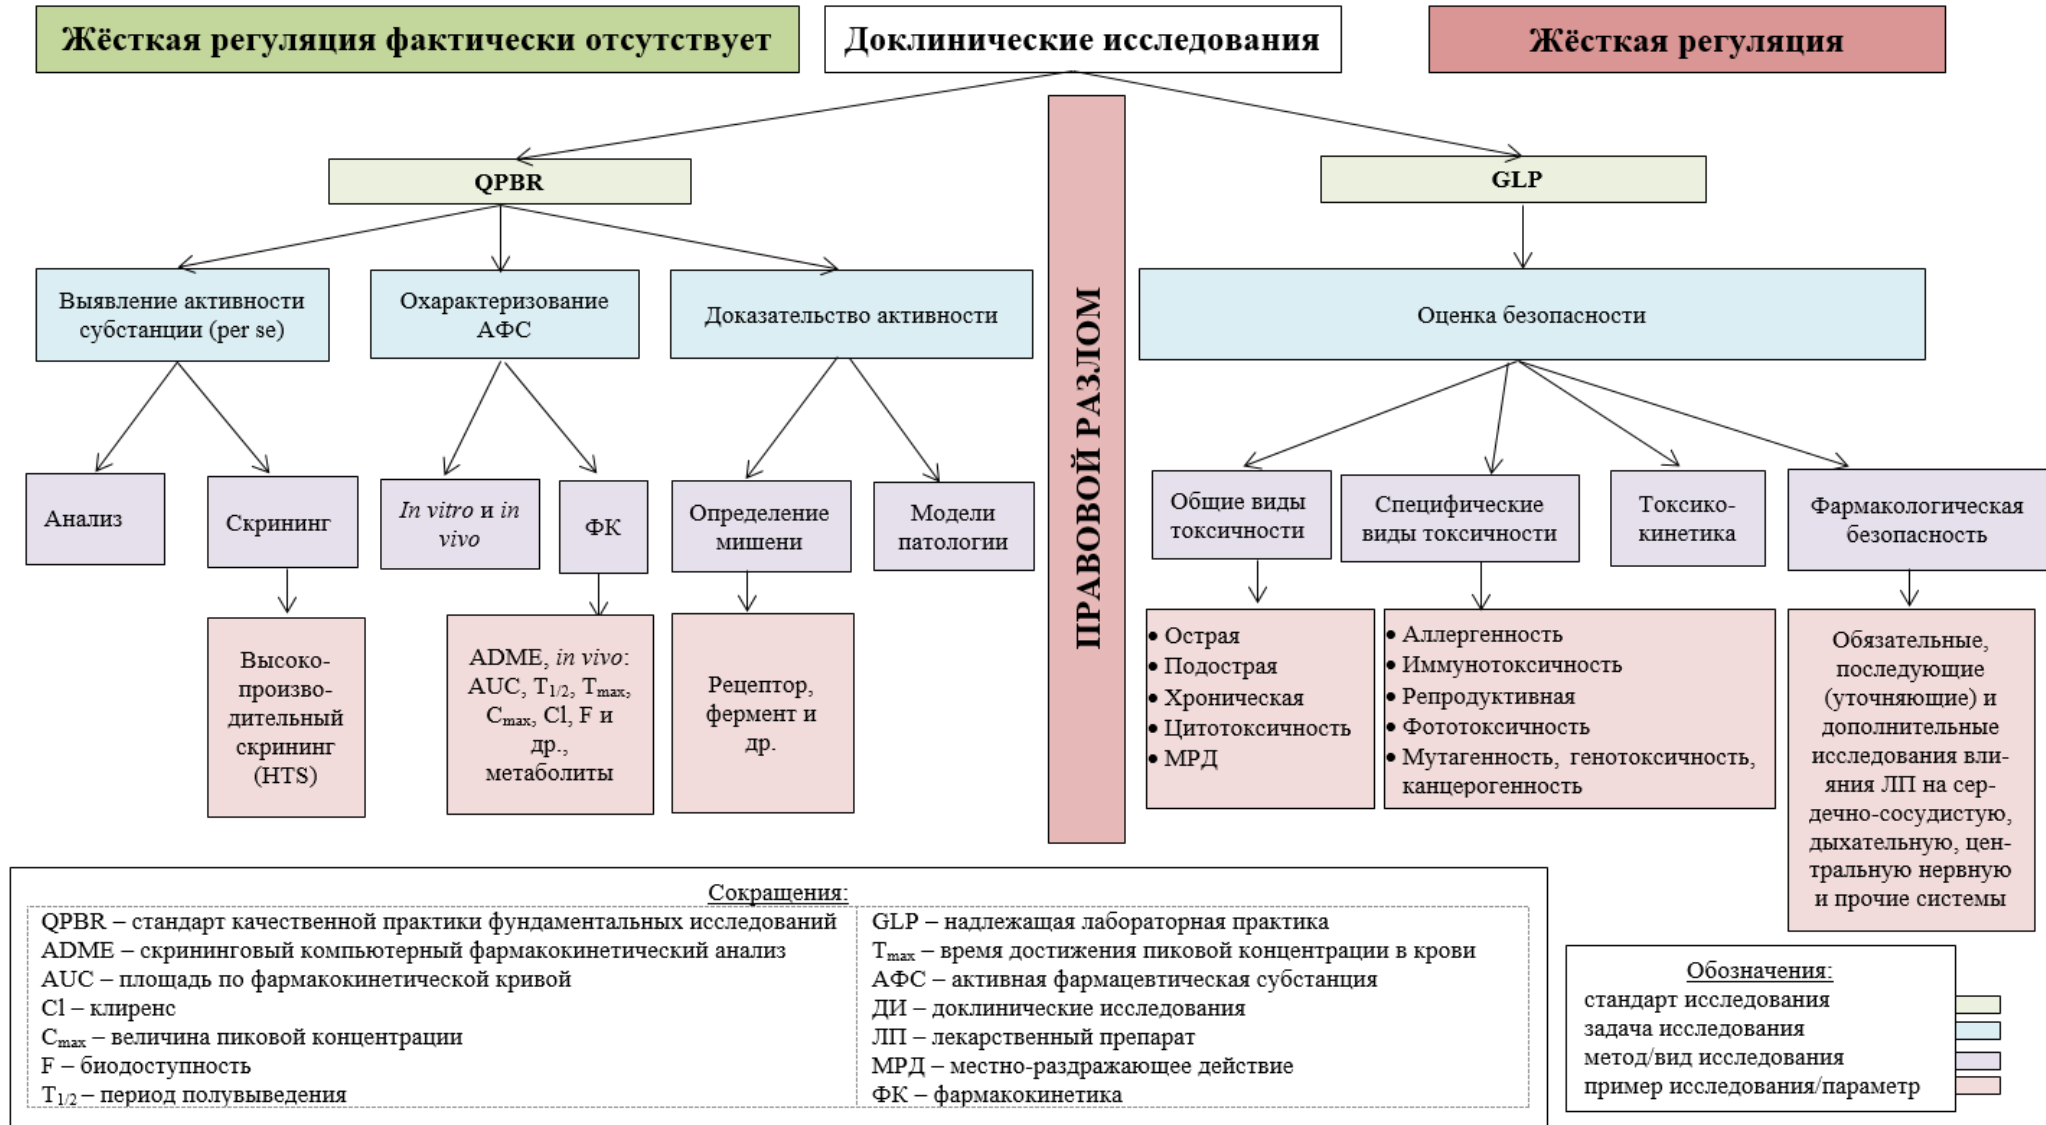 Жёсткая регуляция фактически отсутствует
Доклинические исследования
Жёсткая регуляция
QPBR
GLP
ПРАВОВОЙ РАЗЛОМ
Выявление активности
субстанции (per se)
Охарактеризование
АФС
Доказательство активности
Оценка безопасности
Анализ
Скрининг
In vitro и in
vivo
ФК
Определение
мишени
Модели
патологии
Общие виды
токсичности
Специфические
виды токсичности
Токсико-
кинетика
Фармакологическая
безопасность
Высоко-
произво-
дительный
скрининг
(HTS)
ADME, in vivo:
AUC, T1/2, Tmax,
Cmax, Cl, F и
др.,
метаболиты
Рецептор,
фермент и
др.
• Острая
• Подострая
• Хроническая
• Цитотоксичность
• МРД
• Аллергенность
• Иммунотоксичность
• Репродуктивная
• Фототоксичность
• Мутагенность, генотоксичность,
канцерогенность
Обязательные,
последующие
(уточняющие) и
дополнительные
исследования вли-
яния ЛП на сер-
дечно-сосудистую,
дыхательную, цен-
тральную нервную
и прочие системы
Сокращения:
QPBR – стандарт качественной практики фундаментальных исследований
ADME – скрининговый компьютерный фармакокинетический анализ
AUC – площадь по фармакокинетической кривой
Cl – клиренс
Cmax – величина пиковой концентрации
F – биодоступность
T1/2 – период полувыведения
GLP – надлежащая лабораторная практика
Tmax – время достижения пиковой концентрации в крови
АФС – активная фармацевтическая субстанция
ДИ – доклинические исследования
ЛП – лекарственный препарат
МРД – местно-раздражающее действие
ФК – фармакокинетика
Обозначения:
стандарт исследования
задача исследования
метод/вид исследования
пример исследования/параметр